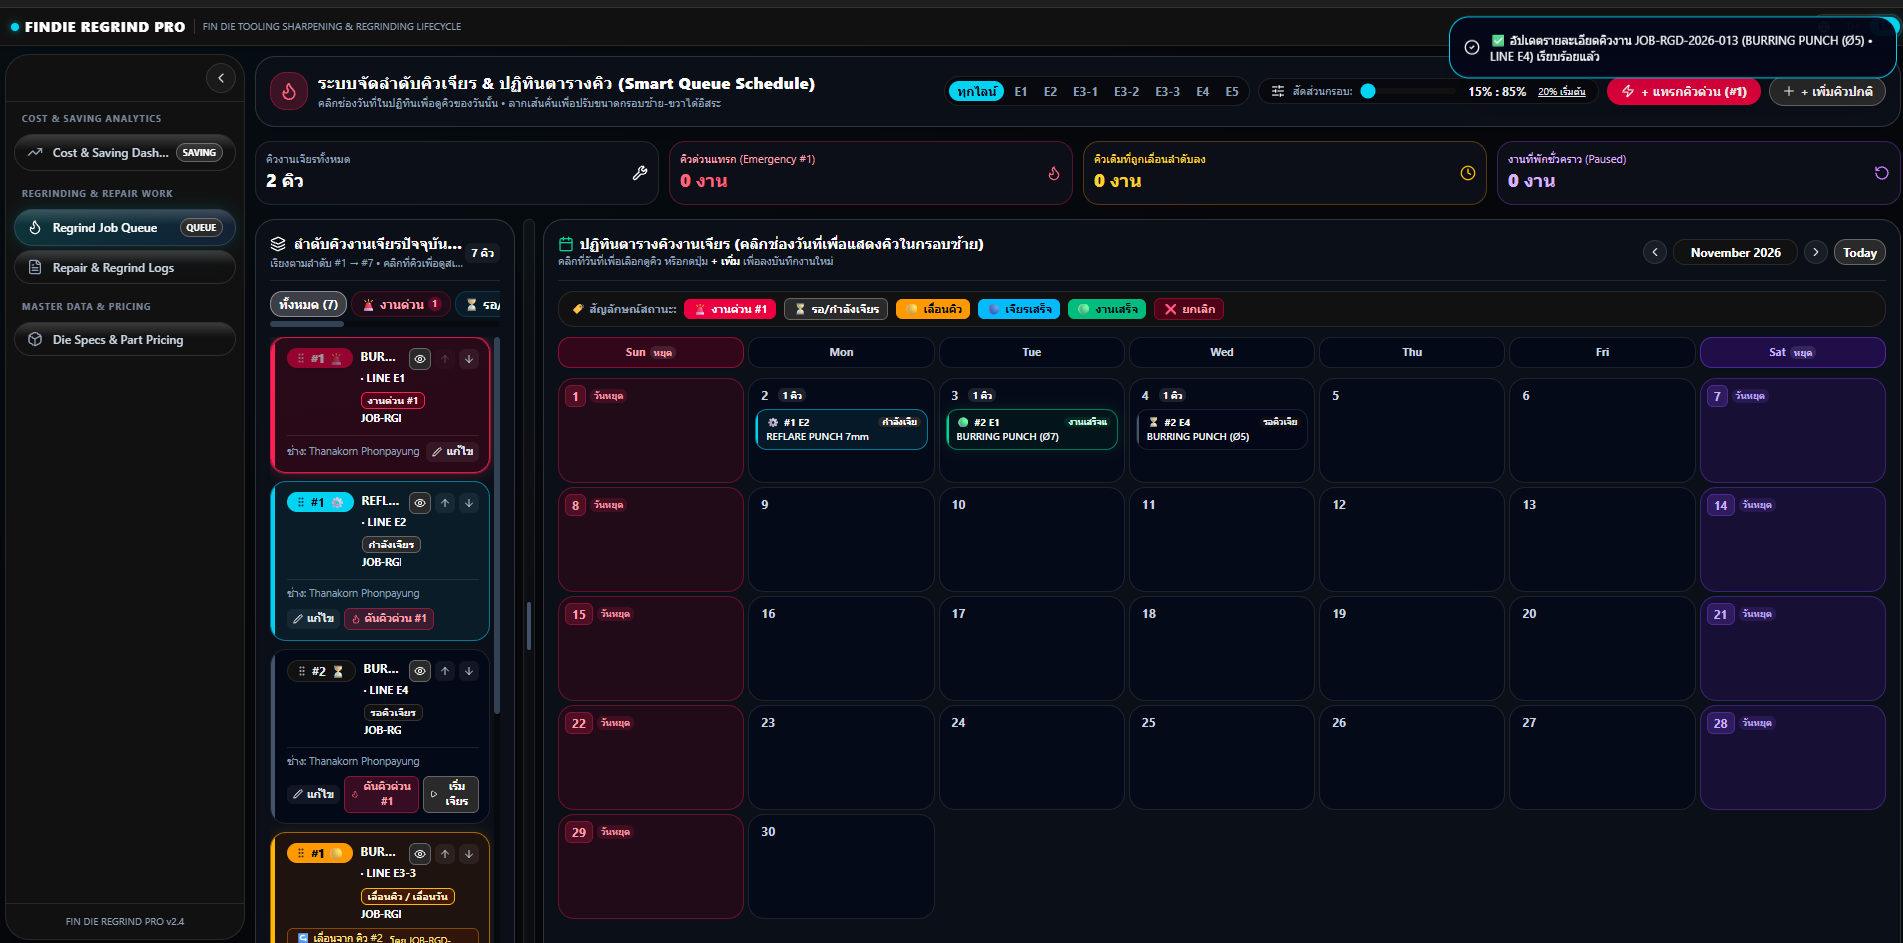 FINDIE REGRIND PRO
FIN DIE TOOLING SHARPENING & REGRINDING LIFECYCLE
✅ อัปเดตรายละเอียดคิวงาน JOB-RGD-2026-013 (BURRING PUNCH (Ø5) •
LINE E4) เรียบร้อยแล้ว
COST & SAVING ANALYTICS
Cost & Saving Dash... SAVING
REGRINDING & REPAIR WORK
Regrind Job Queue QUEUE
Repair & Regrind Logs
MASTER DATA & PRICING
Die Specs & Part Pricing
FIN DIE REGRIND PRO v2.4
ระบบจัดลำดับคิวเจียร & ปฏิทินตารางคิว (Smart Queue Schedule)
คลิกช่องวันที่ในปฏิทินเพื่อดูคิวของวันนั้น • ลากเส้นคั่นเพื่อปรับขนาดกรอบซ้าย-ขวาได้อิสระ
ทุกไลน์ E1 E2 E3-1 E3-2 E3-3 E4 E5
สัดส่วนกรอบ: 15% : 85% 20% เริ่มต้น
+ แทรกคิวด่วน (#1)
+ เพิ่มคิวปกติ
คิวงานเจียรทั้งหมด
2 คิว
คิวด่วนแทรก (Emergency #1)
0 งาน
คิวเดิมที่ถูกเลื่อนลำดับลง
0 งาน
งานที่พักชั่วคราว (Paused)
0 งาน
ลำดับคิวงานเจียรปัจจุบัน... 7 คิว
เรียงตามลำดับ #1 → #7 • คลิกที่คิวเพื่อดูส...
ทั้งหมด (7) งานด่วน 1 รอ/
#1 BUR...
· LINE E1
งานด่วน #1
JOB-RGI
ช่าง: Thanakorn Phonpayung แก้ไข
#1 REFL...
· LINE E2
กำลังเจียร
JOB-RGI
ช่าง: Thanakorn Phonpayung
แก้ไข ดันคิวด่วน #1
#2 BUR...
· LINE E4
รอคิวเจียร
JOB-RG
ช่าง: Thanakorn Phonpayung
แก้ไข ดันคิวด่วน #1 เริ่มเจียร
#1 BUR...
· LINE E3-3
เลื่อนคิว / เลื่อนวัน
JOB-RGI
เลื่อนจาก คิว #2 โดย JOB-RGD-
ปฏิทินตารางคิวงานเจียร (คลิกช่องวันที่เพื่อแสดงคิวในกรอบซ้าย)
คลิกที่วันที่เพื่อเลือกดูคิว หรือกดปุ่ม + เพิ่ม เพื่อลงบันทึกงานใหม่
November 2026 Today
สัญลักษณ์สถานะ: งานด่วน #1 รอ/กำลังเจียร เลื่อนคิว เจียรเสร็จ งานเสร็จ ยกเลิก
Sun หยุด Mon Tue Wed Thu Fri Sat หยุด
1 วันหยุด
2 1 คิว
#1 E2 กำลังเจีย
REFLARE PUNCH 7mm
3 1 คิว
#2 E1 งานเสร็จแ
BURRING PUNCH (Ø7)
4 1 คิว
#2 E4 รอคิวเจีย
BURRING PUNCH (Ø5)
5
6
7 วันหยุด
8 วันหยุด
9
10
11
12
13
14 วันหยุด
15 วันหยุด
16
17
18
19
20
21 วันหยุด
22 วันหยุด
23
24
25
26
27
28 วันหยุด
29 วันหยุด
30